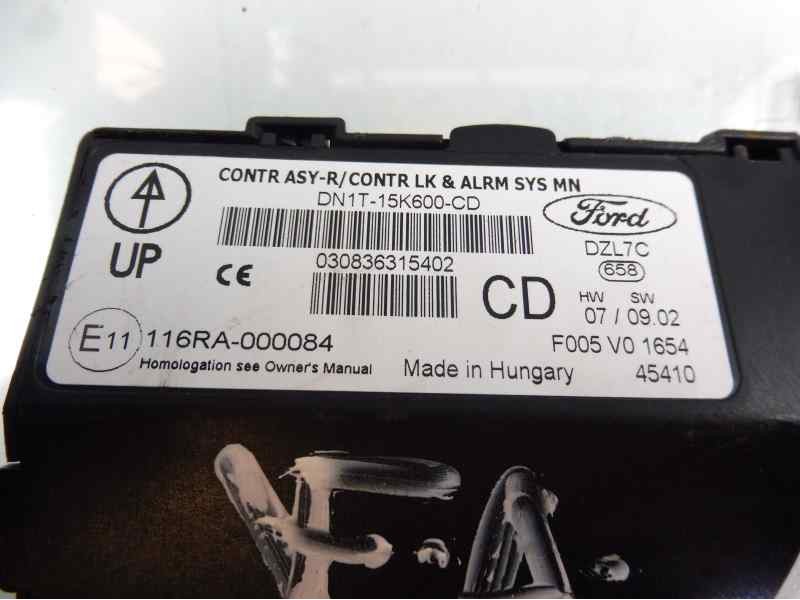 CONTR ASY-R/CONTR LK & ALRM SYS MN
DN1T-15K600-CD
Ford
UP
CE
030836315402
CD
DZL7C
658
HW SW
07 / 09.02
E11 116RA-000084
F005 V0 1654
Homologation see Owner's Manual
Made in Hungary
45410